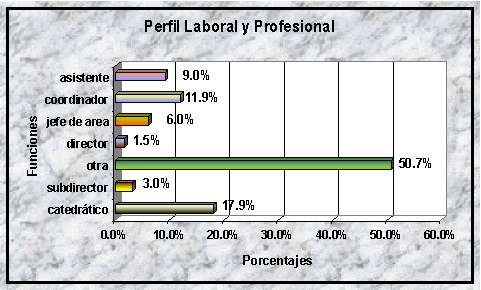 Perfil Laboral y Profesional
Funciones
asistente 9.0%
coordinador 11.9%
jefe de area 6.0%
director 1.5%
otra 50.7%
subdirector 3.0%
catedrático 17.9%
0.0% 10.0% 20.0% 30.0% 40.0% 50.0% 60.0%
Porcentajes